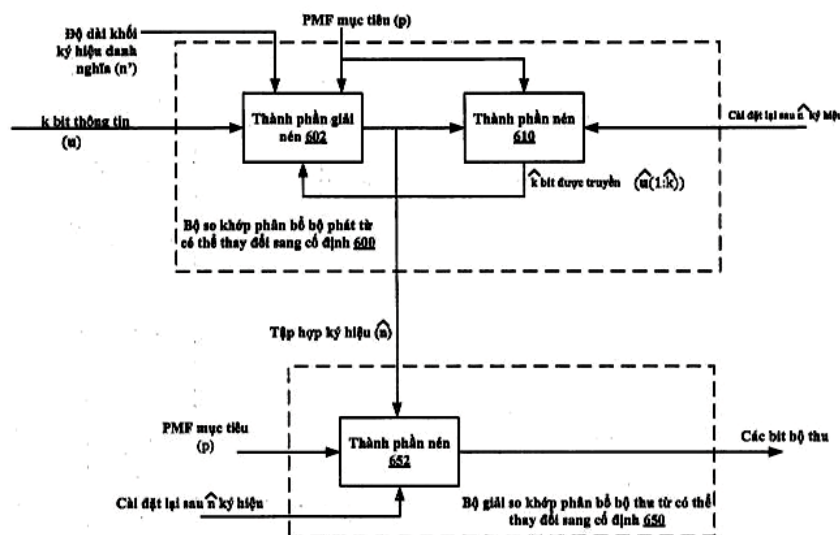 PMF mục tiêu (p)
Độ dài khối
ký hiệu danh
nghĩa (n')
k bit thông tin
(u)
Thành phần giải
nén 602
Thành phần nén
610
Cài đặt lại sau n̂ ký hiệu
k̂ bit được truyền (û(1:k̂))
Bộ so khớp phân bổ bộ phát từ
có thể thay đổi sang cố định 600
Tập hợp ký hiệu (n̂)
PMF mục tiêu
(p)
Thành phần nén
652
Các bit bộ thu
Cài đặt lại sau n̂ ký hiệu
Bộ giải so khớp phân bổ bộ thu từ có thể
thay đổi sang cố định 650